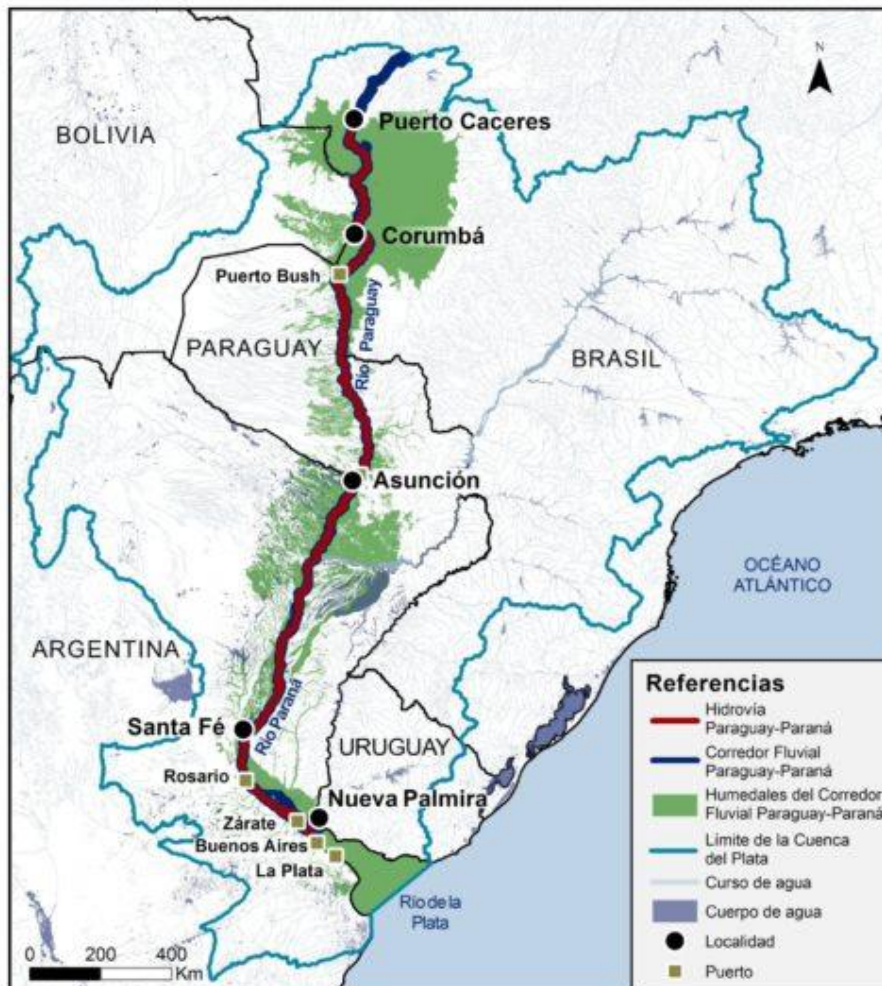 N
BOLIVIA
Puerto Caceres
Corumbá
Puerto Bush
Río Paraguay
PARAGUAY
BRASIL
Asunción
OCÉANO
ATLÁNTICO
ARGENTINA
Río Paraná
Santa Fé
URUGUAY
Rosario
Nueva Palmira
Zárate
Buenos Aires
La Plata
Río de la
Plata
0 200 400
Km
Referencias
Hidrovía
Paraguay-Paraná
Corredor Fluvial
Paraguay-Paraná
Humedales del Corredor
Fluvial Paraguay-Paraná
Límite de la Cuenca
del Plata
Curso de agua
Cuerpo de agua
Localidad
Puerto